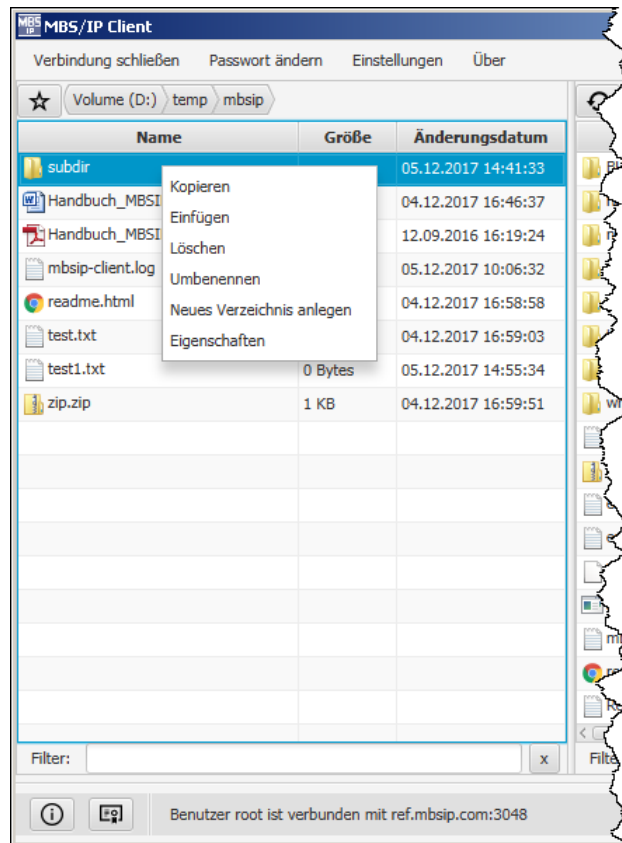 MBS/IP Client
Verbindung schließen Passwort ändern Einstellungen Über
Volume (D:) temp mbsip
Name Größe Änderungsdatum
subdir 05.12.2017 14:41:33
Handbuch_MBSI 04.12.2017 16:46:37
Handbuch_MBSI 12.09.2016 16:19:24
mbsip-client.log 05.12.2017 10:06:32
readme.html 04.12.2017 16:58:58
test.txt 04.12.2017 16:59:03
test1.txt 0 Bytes 05.12.2017 14:55:34
zip.zip 1 KB 04.12.2017 16:59:51
Kopieren
Einfügen
Löschen
Umbenennen
Neues Verzeichnis anlegen
Eigenschaften
Filter: x
Benutzer root ist verbunden mit ref.mbsip.com:3048